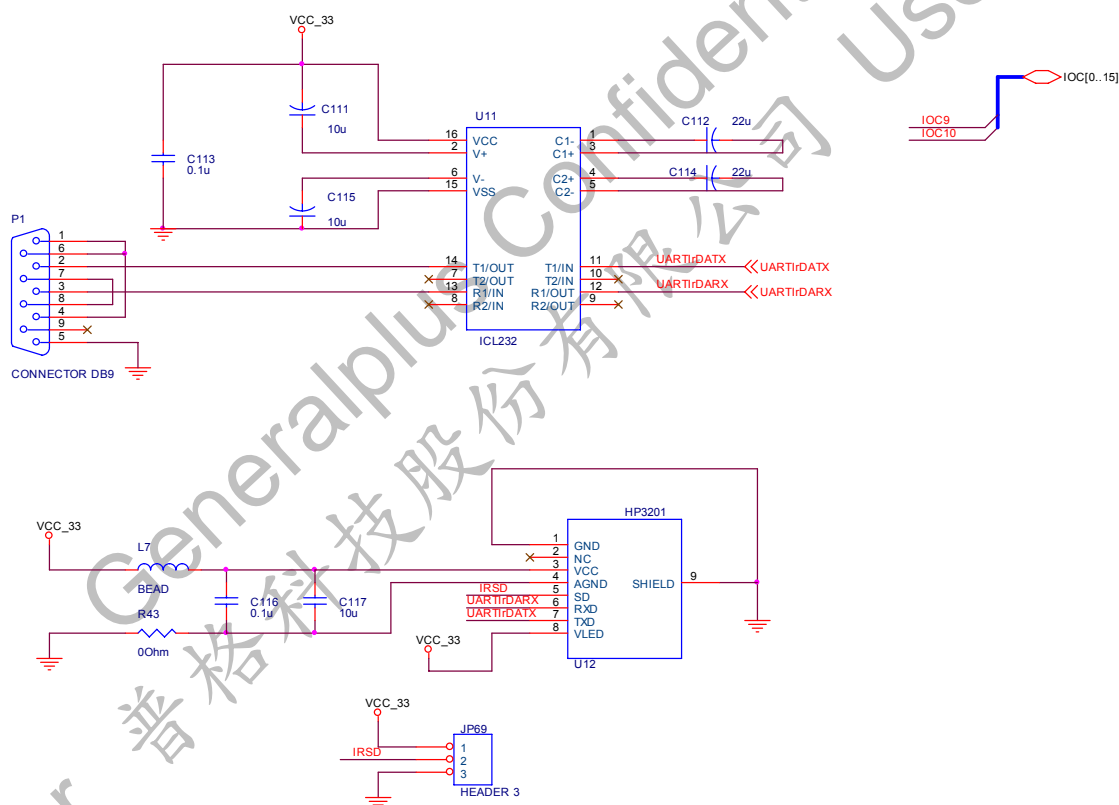 VCC_33
C111
10u
C113
0.1u
C115
10u
U11
16 VCC
2 V+
6 V-
15 VSS
14 T1/OUT
7 T2/OUT
13 R1/IN
8 R2/IN
C1- 1
C1+ 3
C2+ 4
C2- 5
T1/IN 11
T2/IN 10
R1/OUT 12
R2/OUT 9
ICL232
C112 22u
C114 22u
UARTIrDATX
UARTIrDATX
UARTIrDARX
UARTIrDARX
IOC[0..15]
IOC9
IOC10
P1
1
6
2
7
3
8
4
9
5
CONNECTOR DB9
VCC_33
L7
BEAD
R43
0Ohm
C116
0.1u
C117
10u
HP3201
1 GND
2 NC
3 VCC
4 AGND
5 SD
6 RXD
7 TXD
8 VLED
SHIELD 9
U12
IRSD
UARTIrDARX
UARTIrDATX
VCC_33
VCC_33
JP69
1
2
3
IRSD
HEADER 3
Generalplus Confidential
普格科技股份有限公司